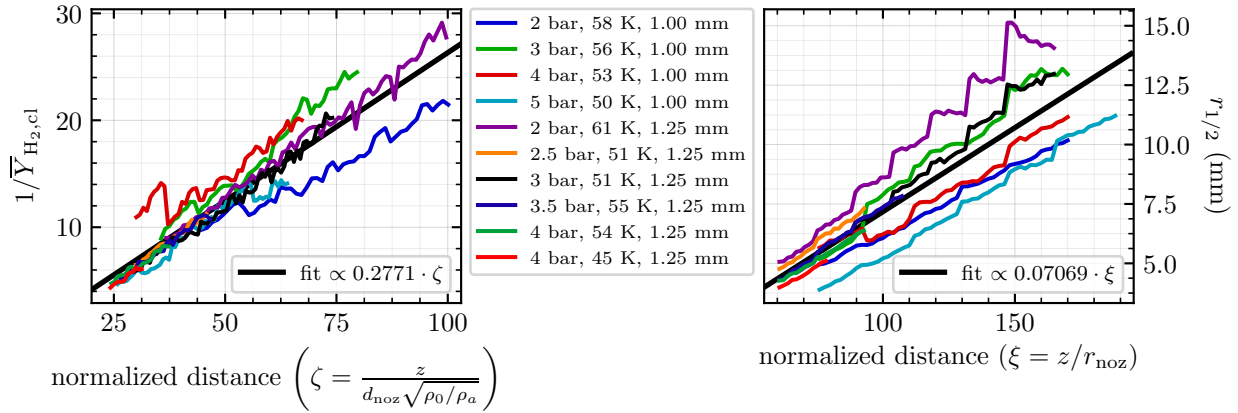 30
20
10
1/Y̅_{H₂,cl}
25
50
75
100
normalized distance (ζ = z / (d_noz √(ρ₀/ρ_a)))
fit ∝ 0.2771 · ζ
2 bar, 58 K, 1.00 mm
3 bar, 56 K, 1.00 mm
4 bar, 53 K, 1.00 mm
5 bar, 50 K, 1.00 mm
2 bar, 61 K, 1.25 mm
2.5 bar, 51 K, 1.25 mm
3 bar, 51 K, 1.25 mm
3.5 bar, 55 K, 1.25 mm
4 bar, 54 K, 1.25 mm
4 bar, 45 K, 1.25 mm
15.0
12.5
10.0
7.5
5.0
r_{1/2} (mm)
fit ∝ 0.07069 · ξ
100
150
normalized distance (ξ = z/r_noz)